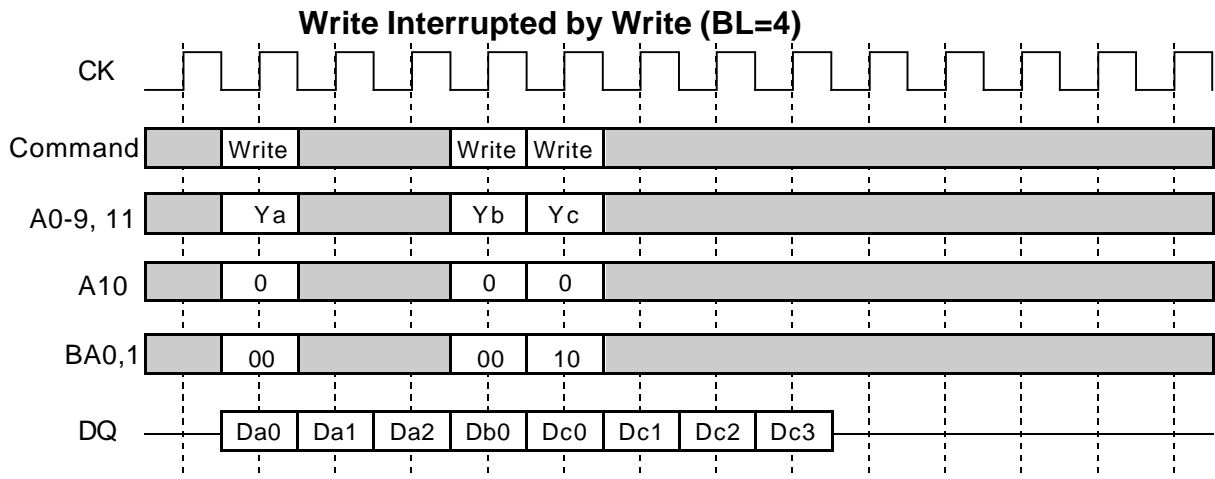 Write Interrupted by Write (BL=4)
CK
Command Write Write Write
A0-9, 11 Ya Yb Yc
A10 0 0 0
BA0,1 00 00 10
DQ Da0 Da1 Da2 Db0 Dc0 Dc1 Dc2 Dc3